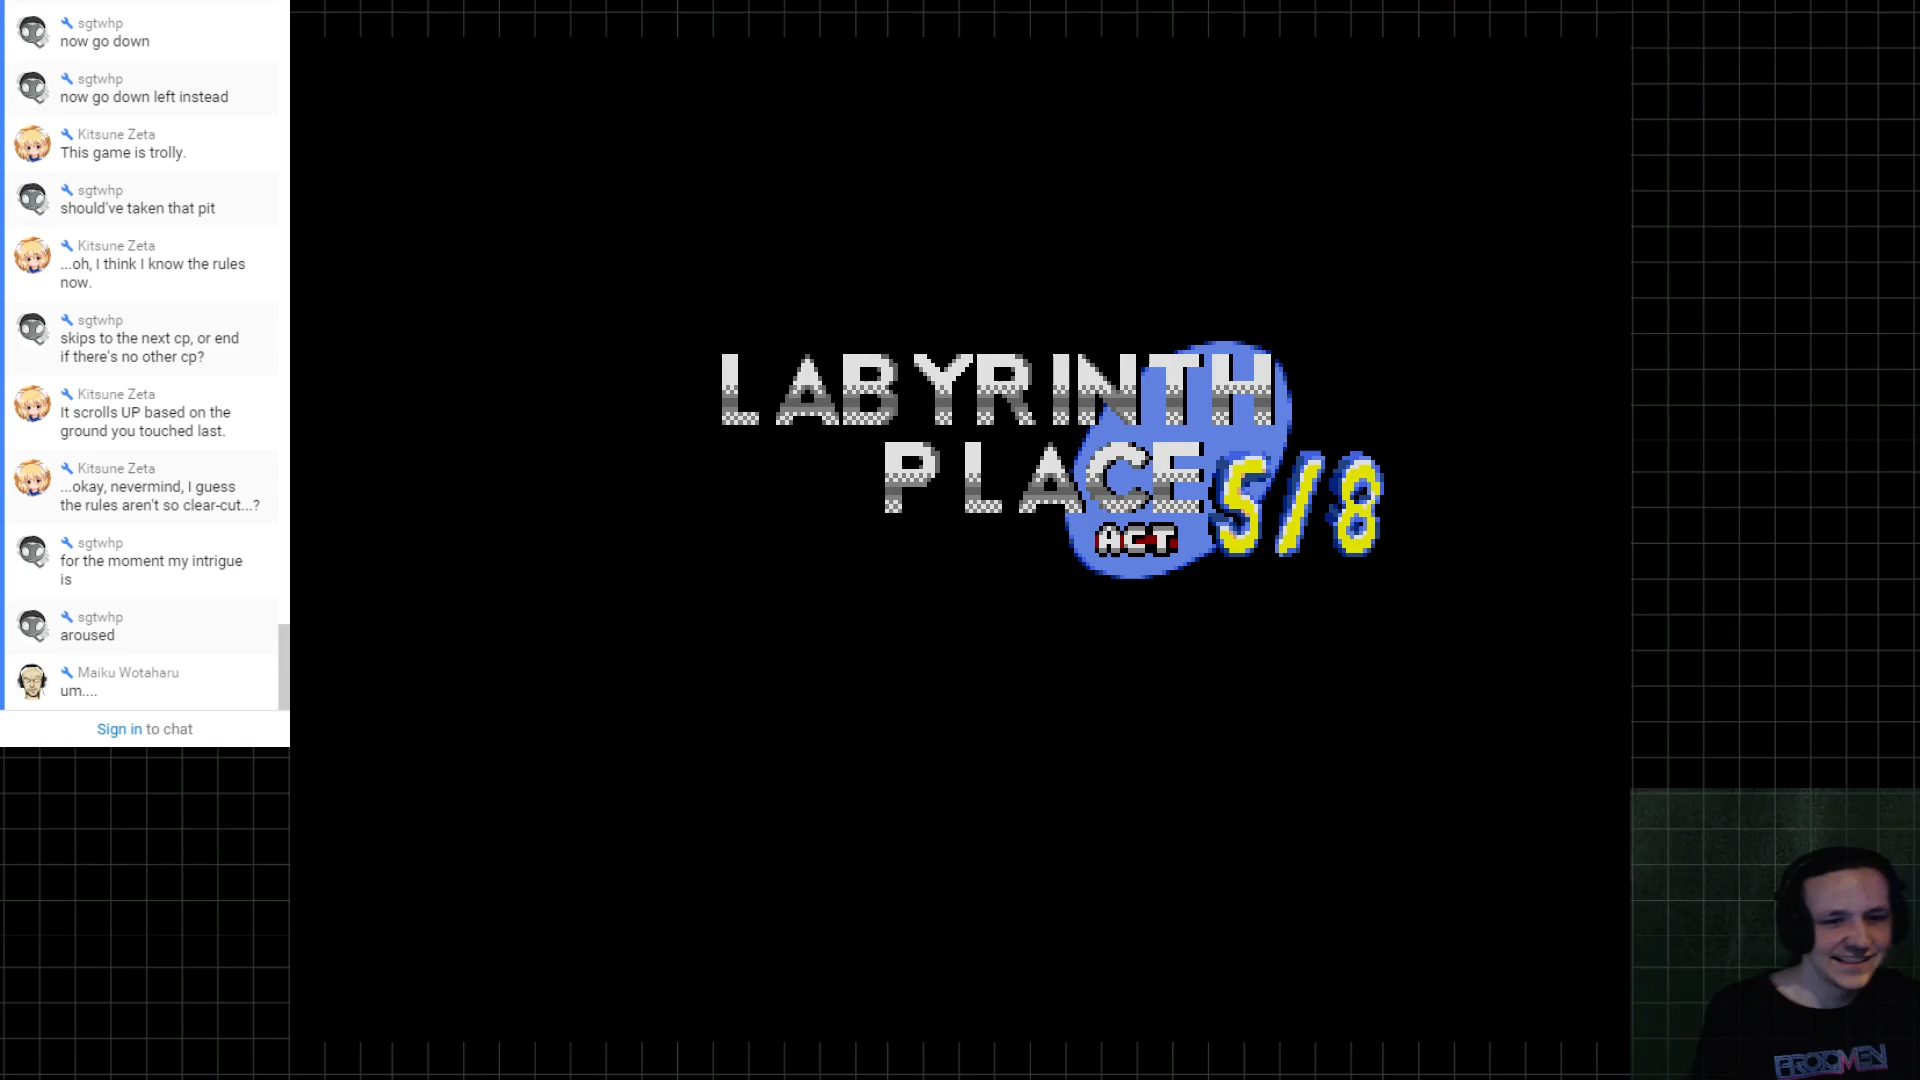 sgtwhp
now go down
sgtwhp
now go down left instead
Kitsune Zeta
This game is trolly.
sgtwhp
should've taken that pit
Kitsune Zeta
...oh, I think I know the rules
now.
sgtwhp
skips to the next cp, or end
if there's no other cp?
Kitsune Zeta
It scrolls UP based on the
ground you touched last.
Kitsune Zeta
...okay, nevermind, I guess
the rules aren't so clear-cut...?
sgtwhp
for the moment my intrigue
is
sgtwhp
aroused
Maiku Wotaharu
um....
Sign in to chat
LABYRINTH
PLACE
ACT 5/8
PROTOMEN